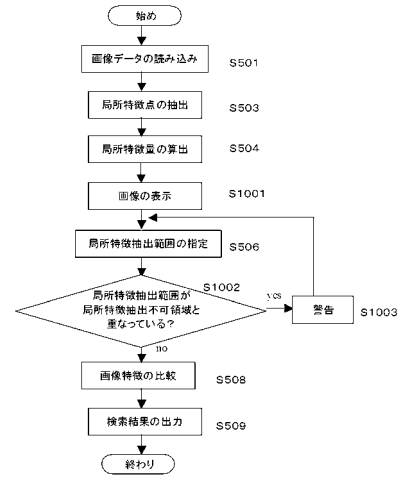 始め
画像データの読み込み
S501
局所特徴点の抽出
S503
局所特徴量の算出
S504
画像の表示
S1001
局所特徴抽出範囲の指定
S506
局所特徴抽出範囲が
局所特徴抽出不可領域と
重なっている？
S1002
yes
警告
S1003
no
画像特徴の比較
S508
検索結果の出力
S509
終わり